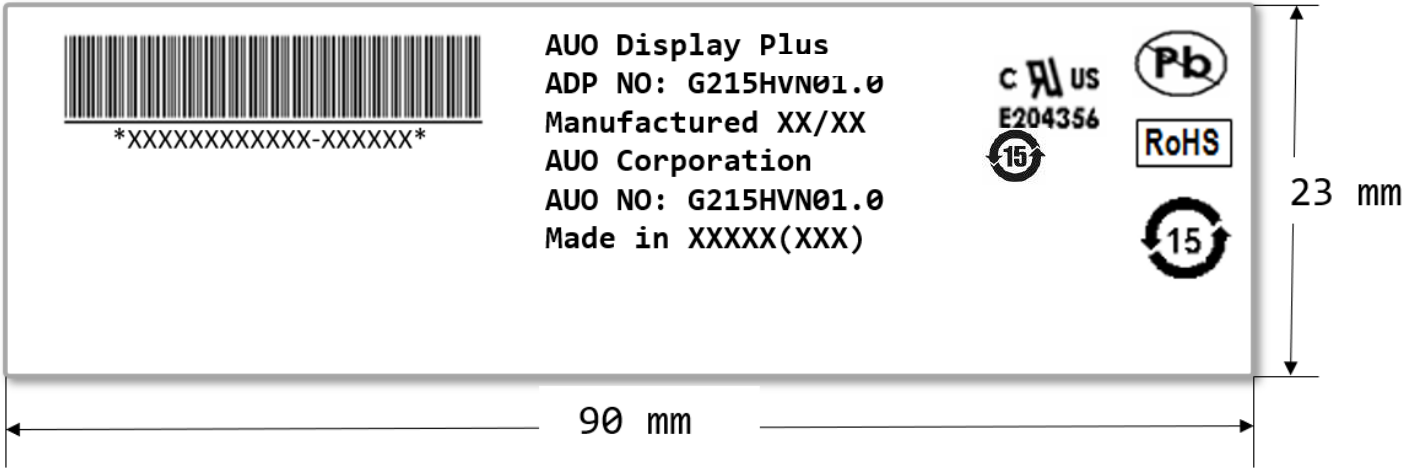 *XXXXXXXXXXXX-XXXXXX*
AUO Display Plus
ADP NO: G215HVN01.0
Manufactured XX/XX
AUO Corporation
AUO NO: G215HVN01.0
Made in XXXXX(XXX)
C RU US
E204356
15
Pb
RoHS
15
23 mm
90 mm